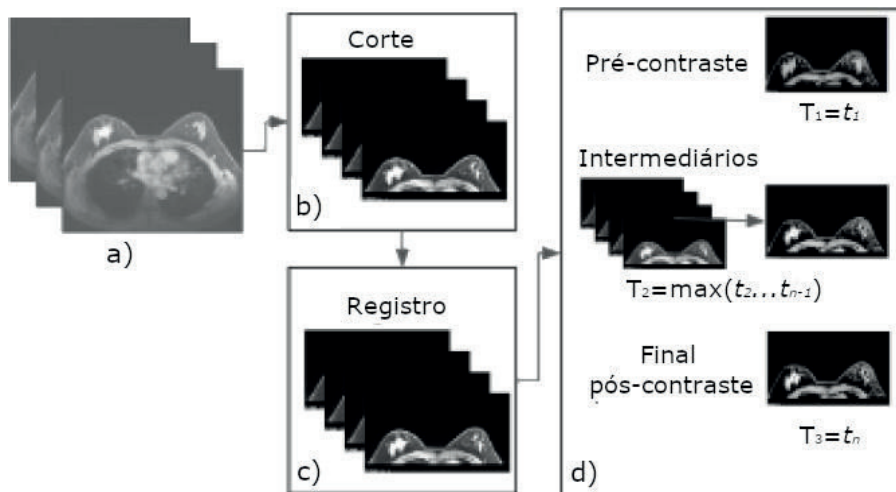 a)
Corte
b)
Registro
c)
Pré-contraste
T₁=t₁
Intermediários
T₂=max(t₂...tₙ₋₁)
Final
pós-contraste
T₃=tₙ
d)